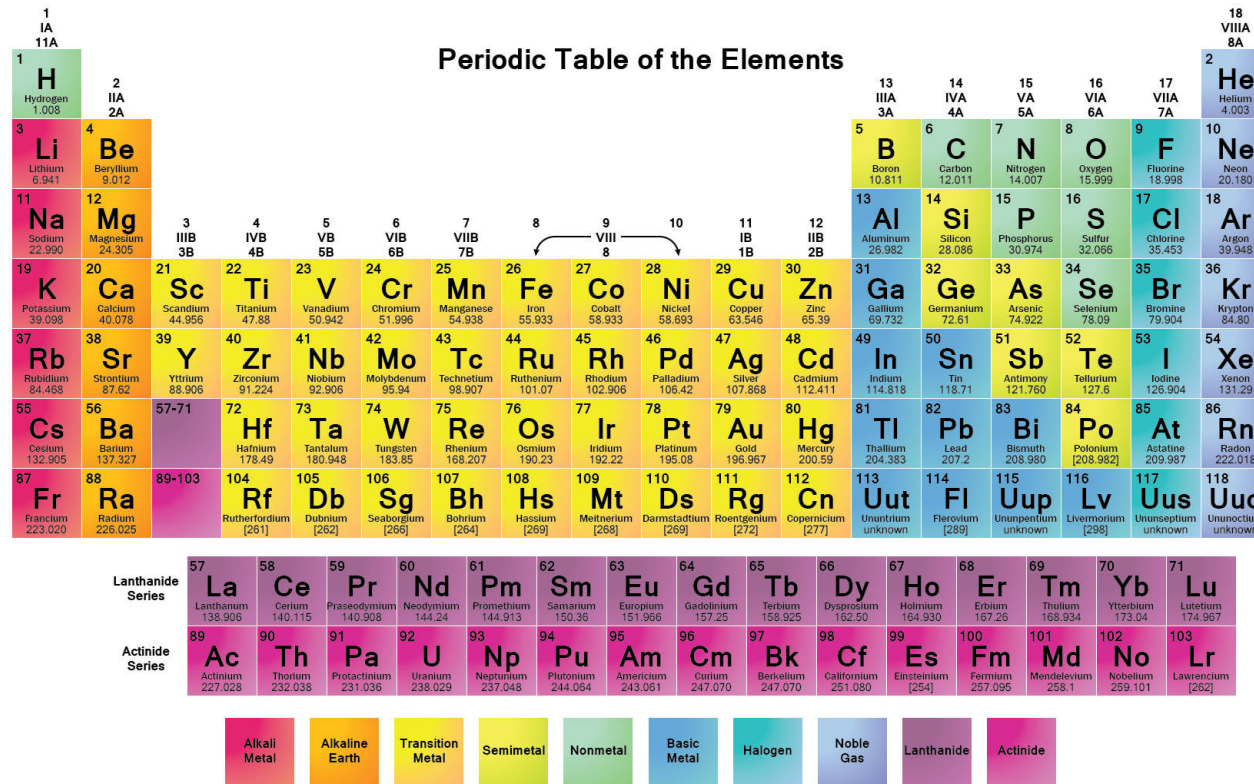 Periodic Table of the Elements
1
IA
11A
18
VIIIA
8A
1
H
Hydrogen
1.008
2
IIA
2A
13
IIIA
3A
14
IVA
4A
15
VA
5A
16
VIA
6A
17
VIIA
7A
2
He
Helium
4.003
3
Li
Lithium
6.941
4
Be
Beryllium
9.012
5
B
Boron
10.811
6
C
Carbon
12.011
7
N
Nitrogen
14.007
8
O
Oxygen
15.999
9
F
Fluorine
18.998
10
Ne
Neon
20.180
11
Na
Sodium
22.990
12
Mg
Magnesium
24.305
3
IIIB
3B
4
IVB
4B
5
VB
5B
6
VIB
6B
7
VIIB
7B
8
9
10
VIII
8
11
IB
1B
12
IIB
2B
13
Al
Aluminum
26.982
14
Si
Silicon
28.086
15
P
Phosphorus
30.974
16
S
Sulfur
32.066
17
Cl
Chlorine
35.453
18
Ar
Argon
39.948
19
K
Potassium
39.098
20
Ca
Calcium
40.078
21
Sc
Scandium
44.956
22
Ti
Titanium
47.88
23
V
Vanadium
50.942
24
Cr
Chromium
51.996
25
Mn
Manganese
54.938
26
Fe
Iron
55.933
27
Co
Cobalt
58.933
28
Ni
Nickel
58.693
29
Cu
Copper
63.546
30
Zn
Zinc
65.39
31
Ga
Gallium
69.732
32
Ge
Germanium
72.61
33
As
Arsenic
74.922
34
Se
Selenium
78.09
35
Br
Bromine
79.904
36
Kr
Krypton
84.80
37
Rb
Rubidium
84.468
38
Sr
Strontium
87.62
39
Y
Yttrium
88.906
40
Zr
Zirconium
91.224
41
Nb
Niobium
92.906
42
Mo
Molybdenum
95.94
43
Tc
Technetium
98.907
44
Ru
Ruthenium
101.07
45
Rh
Rhodium
102.906
46
Pd
Palladium
106.42
47
Ag
Silver
107.868
48
Cd
Cadmium
112.411
49
In
Indium
114.818
50
Sn
Tin
118.71
51
Sb
Antimony
121.760
52
Te
Tellurium
127.6
53
I
Iodine
126.904
54
Xe
Xenon
131.29
55
Cs
Cesium
132.905
56
Ba
Barium
137.327
57-71
72
Hf
Hafnium
178.49
73
Ta
Tantalum
180.948
74
W
Tungsten
183.85
75
Re
Rhenium
168.207
76
Os
Osmium
190.23
77
Ir
Iridium
192.22
78
Pt
Platinum
195.08
79
Au
Gold
196.967
80
Hg
Mercury
200.59
81
Tl
Thallium
204.383
82
Pb
Lead
207.2
83
Bi
Bismuth
208.980
84
Po
Polonium
[208.982]
85
At
Astatine
209.987
86
Rn
Radon
222.018
87
Fr
Francium
223.020
88
Ra
Radium
226.025
89-103
104
Rf
Rutherfordium
[261]
105
Db
Dubnium
[262]
106
Sg
Seaborgium
[266]
107
Bh
Bohrium
[264]
108
Hs
Hassium
[269]
109
Mt
Meitnerium
[268]
110
Ds
Darmstadtium
[269]
111
Rg
Roentgenium
[272]
112
Cn
Copernicium
[277]
113
Uut
Ununtrium
unknown
114
Fl
Flerovium
[289]
115
Uup
Ununpentium
unknown
116
Lv
Livermorium
[298]
117
Uus
Ununseptium
unknown
118
Uuo
Ununoctium
unknown
Lanthanide
Series
57
La
Lanthanum
138.906
58
Ce
Cerium
140.115
59
Pr
Praseodymium
140.908
60
Nd
Neodymium
144.24
61
Pm
Promethium
144.913
62
Sm
Samarium
150.36
63
Eu
Europium
151.966
64
Gd
Gadolinium
157.25
65
Tb
Terbium
158.925
66
Dy
Dysprosium
162.50
67
Ho
Holmium
164.930
68
Er
Erbium
167.26
69
Tm
Thulium
168.934
70
Yb
Ytterbium
173.04
71
Lu
Lutetium
174.967
Actinide
Series
89
Ac
Actinium
227.028
90
Th
Thorium
232.038
91
Pa
Protactinium
231.036
92
U
Uranium
238.029
93
Np
Neptunium
237.048
94
Pu
Plutonium
244.064
95
Am
Americium
243.061
96
Cm
Curium
247.070
97
Bk
Berkelium
247.070
98
Cf
Californium
251.080
99
Es
Einsteinium
[254]
100
Fm
Fermium
257.095
101
Md
Mendelevium
258.1
102
No
Nobelium
259.101
103
Lr
Lawrencium
[262]
Alkali
Metal
Alkaline
Earth
Transition
Metal
Semimetal
Nonmetal
Basic
Metal
Halogen
Noble
Gas
Lanthanide
Actinide